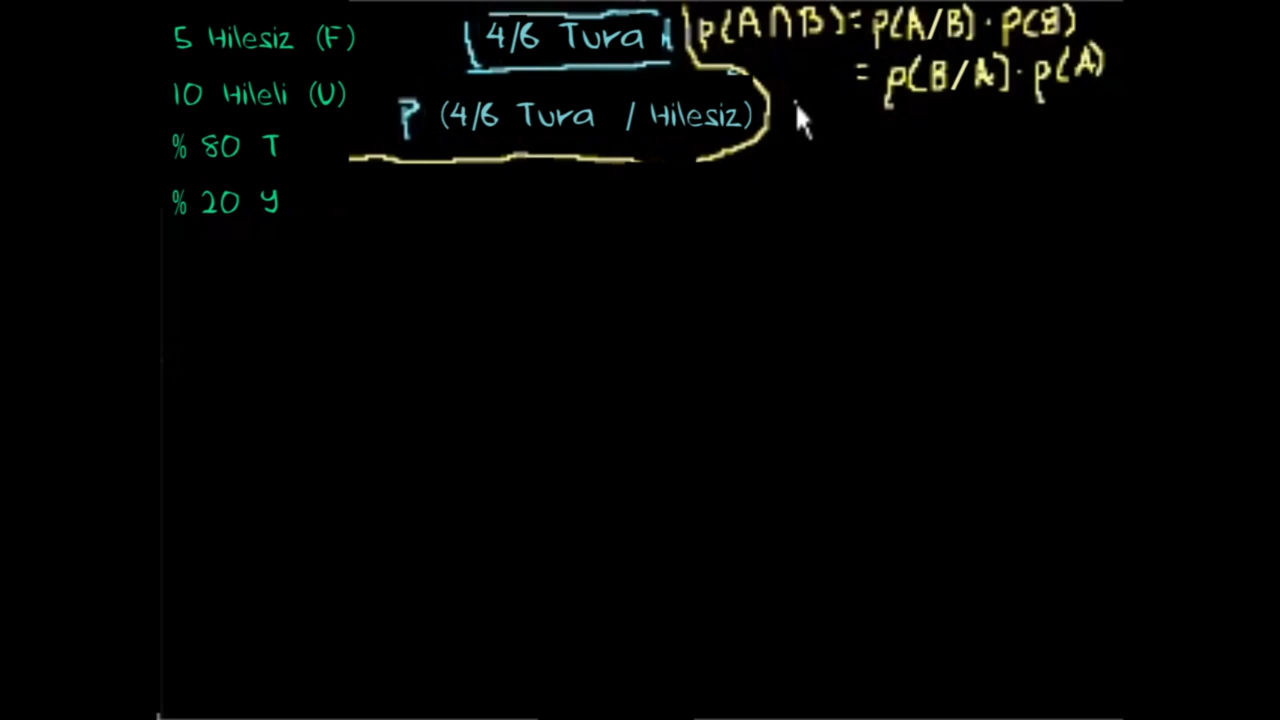 5 Hilesiz (F)
10 Hileli (U)
% 80 T
% 20 Y
4/6 Tura
P (4/6 Tura / Hilesiz)
P(A∩B) = P(A/B) · P(B)
= P(B/A) · P(A)